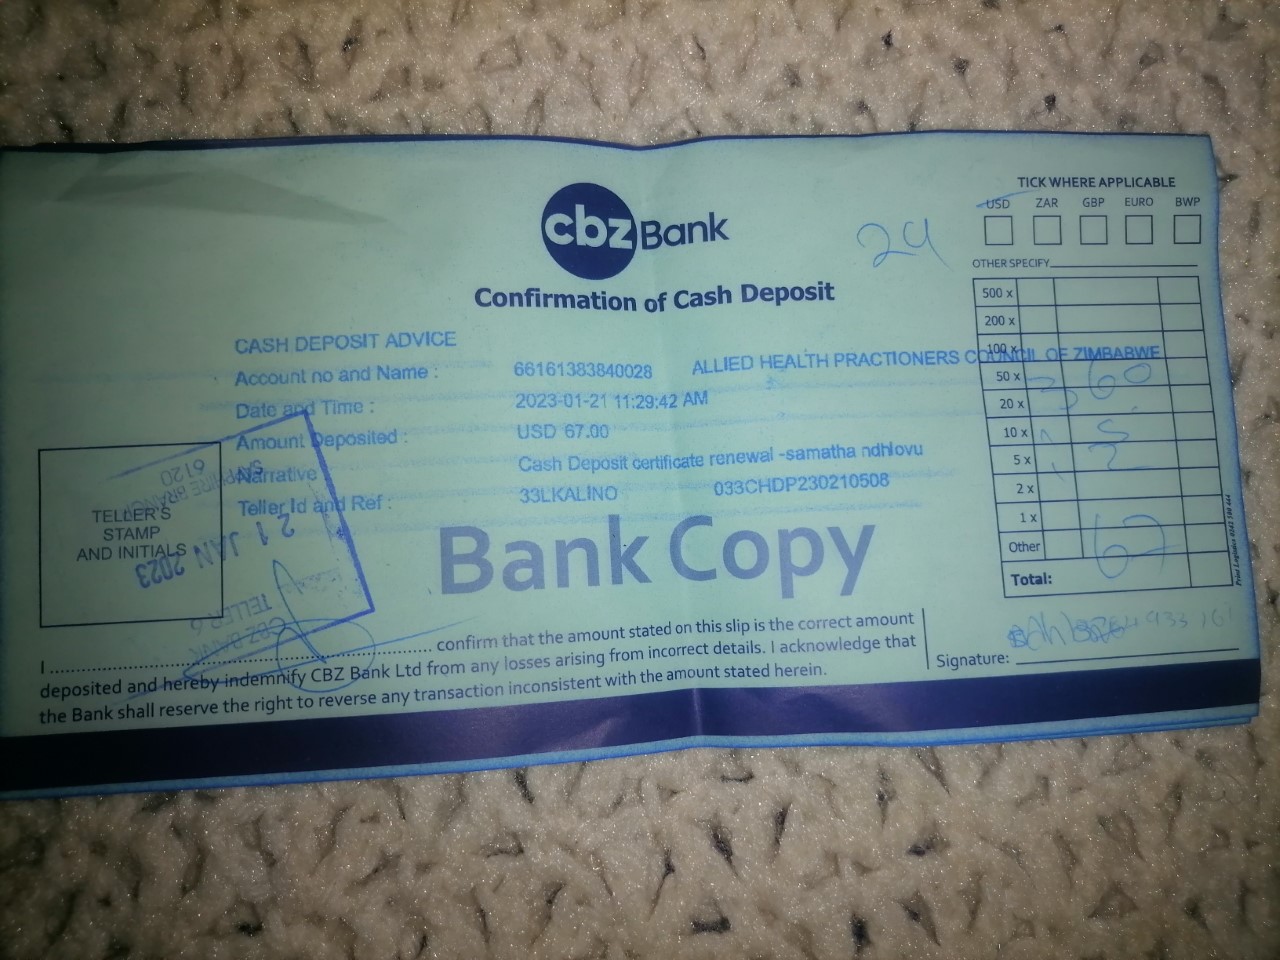 cbz Bank
Confirmation of Cash Deposit
24
TICK WHERE APPLICABLE
USD ZAR GBP EURO BWP
OTHER SPECIFY
500 x
200 x
100 x
50 x
20 x 3 60
10 x 5
5 x 2
2 x
1 x
Other 67
Total:
CASH DEPOSIT ADVICE
Account no and Name : 66161383840028 ALLIED HEALTH PRACTIONERS COUNCIL OF ZIMBABWE
Date and Time : 2023-01-21 11:29:42 AM
Amount Deposited : USD 67.00
Narrative : Cash Deposit certificate renewal -samatha ndhlovu
Teller Id and Ref : 33LKALINO 033CHDP230210508
TELLER'S
STAMP
AND INITIALS
SAPPHIRE BRANCH
6120
21 JAN 2023
TELLER 6
CBZ BANK
Bank Copy
I .......... confirm that the amount stated on this slip is the correct amount
deposited and hereby indemnify CBZ Bank Ltd from any losses arising from incorrect details. I acknowledge that
the Bank shall reserve the right to reverse any transaction inconsistent with the amount stated herein.
Signature: